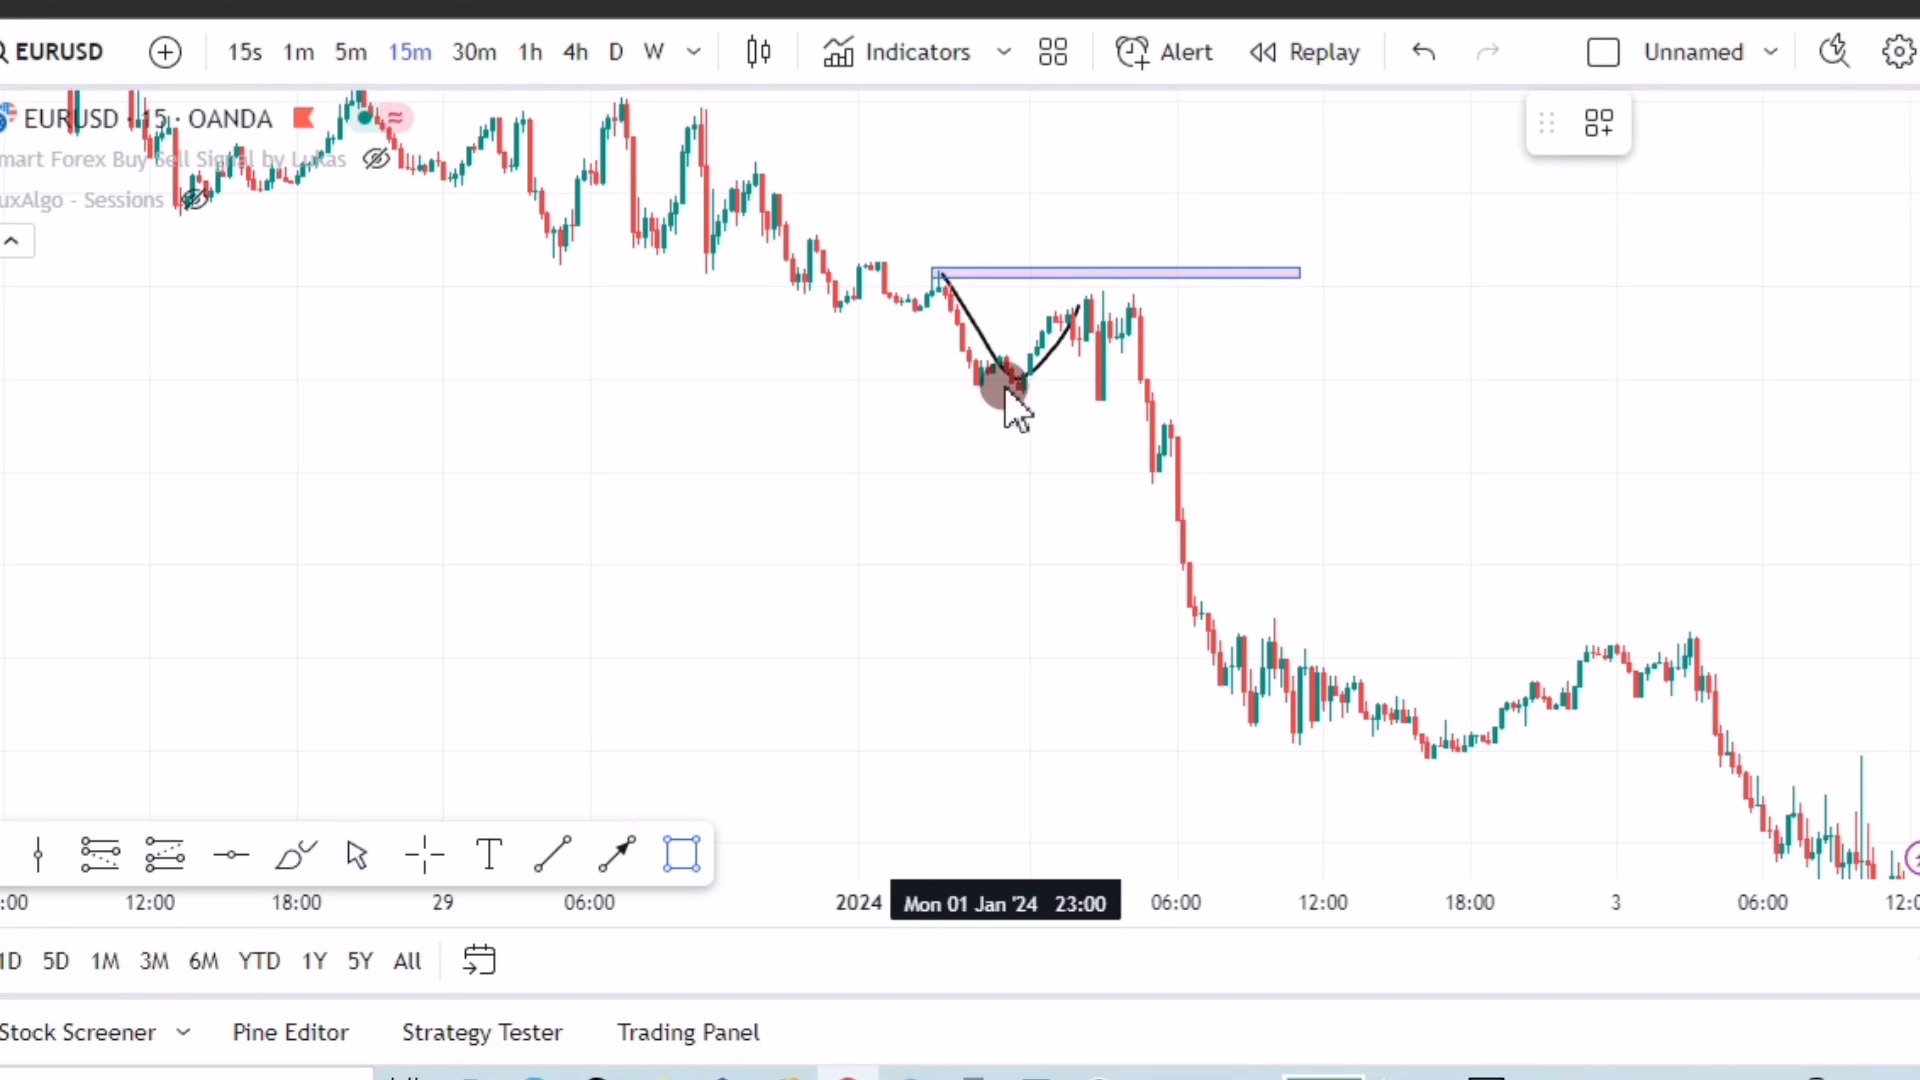 EURUSD 15s 1m 5m 15m 30m 1h 4h D W Indicators Alert Replay Unnamed
EURUSD · 15 · OANDA
mart Forex Buy Sell Signal by Lukas
uxAlgo - Sessions
T
:00 12:00 18:00 29 06:00 2024 Mon 01 Jan '24 23:00 06:00 12:00 18:00 3 06:00 12:0
1D 5D 1M 3M 6M YTD 1Y 5Y All
Stock Screener Pine Editor Strategy Tester Trading Panel